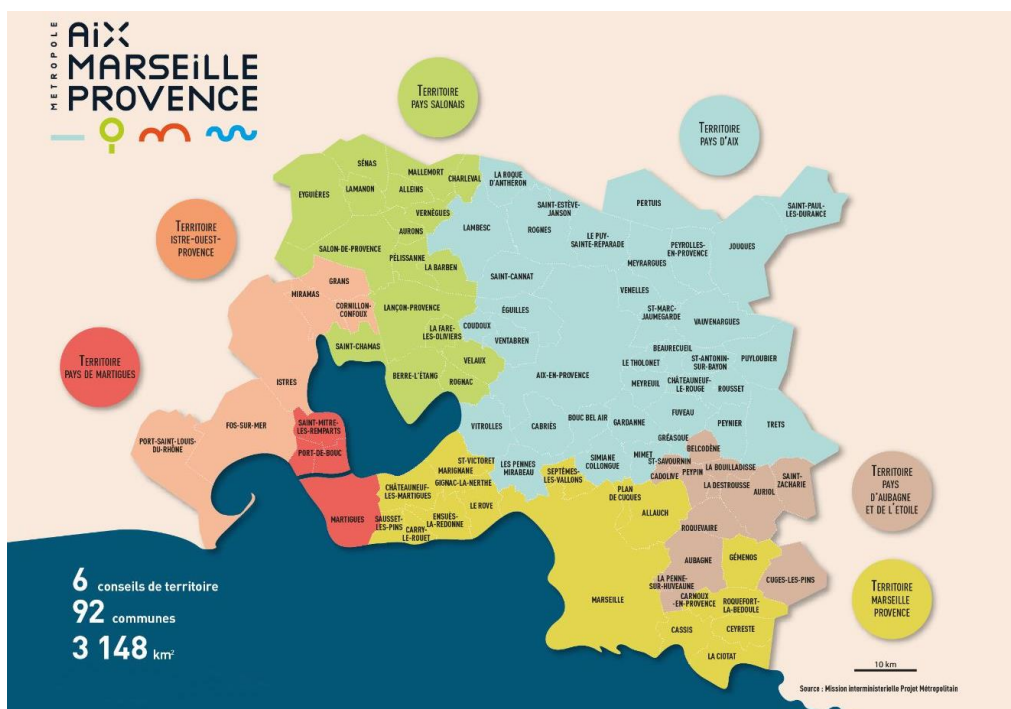 METROPOLE
AIX
MARSEILLE
PROVENCE
TERRITOIRE
PAYS SALONAIS
TERRITOIRE
PAYS D'AIX
TERRITOIRE
ISTRE-OUEST-
PROVENCE
TERRITOIRE
PAYS DE MARTIGUES
TERRITOIRE
PAYS
D'AUBAGNE
ET DE L'ETOILE
TERRITOIRE
MARSEILLE
PROVENCE
SÉNAS
MALLEMORT
CHARLEVAL
EYGUIÈRES
LAMANON
ALLEINS
VERNÈGUES
AURONS
SALON-DE-PROVENCE
PÉLISSANNE
LA BARBEN
LANÇON-PROVENCE
LA FARE-
LES-OLIVIERS
SAINT-CHAMAS
VELAUX
BERRE-L'ÉTANG
ROGNAC
LA ROQUE
D'ANTHÉRON
SAINT-ESTÈVE-
JANSON
PERTUIS
SAINT-PAUL-
LES-DURANCE
LAMBESC
ROGNES
LE PUY-
SAINTE-RÉPARADE
PEYROLLES-
EN-PROVENCE
JOUQUES
MEYRARGUES
SAINT-CANNAT
VENELLES
ÉGUILLES
ST-MARC-
JAUMEGARDE
VAUVENARGUES
COUDOUX
VENTABREN
BEAURECUEIL
LE THOLONET
ST-ANTONIN-
SUR-BAYON
PUYLOUBIER
AIX-EN-PROVENCE
MEYREUIL
CHÂTEAUNEUF-
LE-ROUGE
ROUSSET
FUVEAU
VITROLLES
CABRIÈS
BOUC BEL AIR
GARDANNE
PEYNIER
TRETS
GRÉASQUE
LES PENNES
MIRABEAU
SIMIANE
COLLONGUE
MIMET
GRANS
MIRAMAS
CORNILLON-
CONFOUX
ISTRES
FOS-SUR-MER
PORT-SAINT-LOUIS-
DU-RHÔNE
SAINT-MITRE-
LES-REMPARTS
PORT-DE-BOUC
MARTIGUES
ST-VICTORET
MARIGNANE
GIGNAC-LA-NERTHE
CHÂTEAUNEUF-
LES-MARTIGUES
LE ROVE
SAUSSET-
LES-PINS
ENSUÈS-
LA-REDONNE
CARRY-
LE-ROUET
SEPTÈMES-
LES-VALLONS
PLAN
DE CUQUES
ALLAUCH
MARSEILLE
GÉMENOS
CARNOUX
-EN-PROVENCE
ROQUEFORT-
LA-BEDOULE
CASSIS
CEYRESTE
LA CIOTAT
BELCODÈNE
ST-SAVOURNIN
CADOLIVE
PEYPIN
LA BOUILLADISSE
LA DESTROUSSE
AURIOL
SAINT-
ZACHARIE
ROQUEVAIRE
AUBAGNE
LA PENNE-
SUR-HUVEAUNE
CUGES-LES-PINS
6 conseils de territoire
92 communes
3 148 km²
10 km
Source : Mission interministerielle Projet Métropolitain